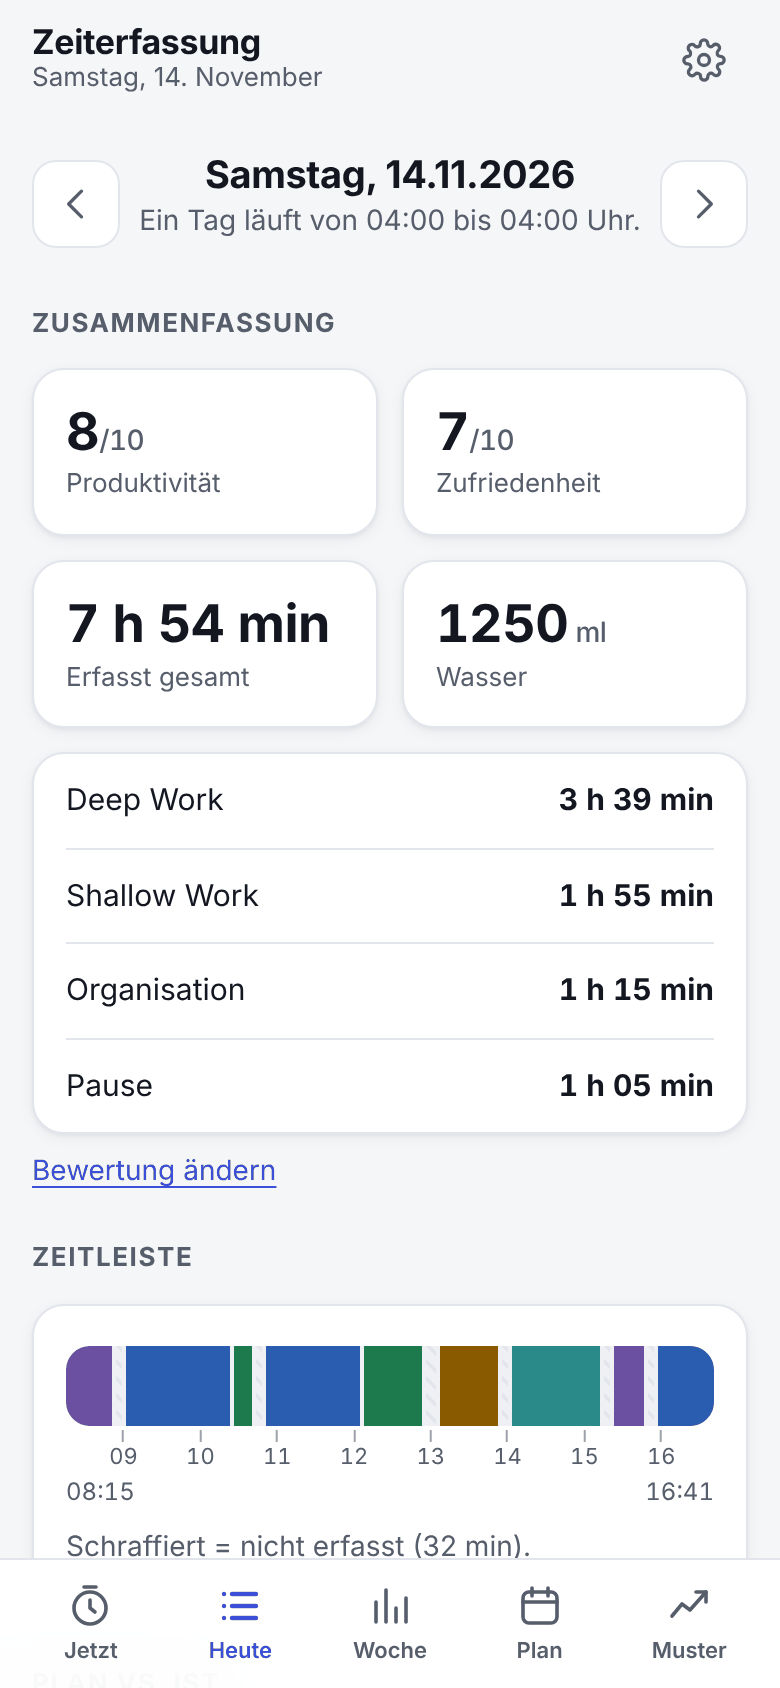 Zeiterfassung
Samstag, 14. November
Samstag, 14.11.2026
Ein Tag läuft von 04:00 bis 04:00 Uhr.
ZUSAMMENFASSUNG
8/10
Produktivität
7/10
Zufriedenheit
7 h 54 min
Erfasst gesamt
1250 ml
Wasser
Deep Work 3 h 39 min
Shallow Work 1 h 55 min
Organisation 1 h 15 min
Pause 1 h 05 min
Bewertung ändern
ZEITLEISTE
09 10 11 12 13 14 15 16
08:15 16:41
Schraffiert = nicht erfasst (32 min).
Jetzt Heute Woche Plan Muster
PLAN VS. IST